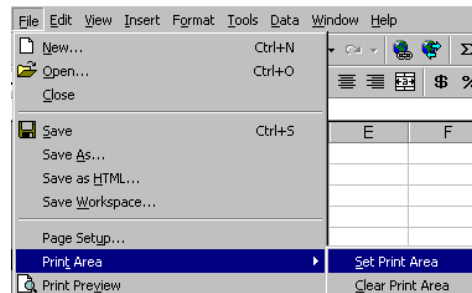 File Edit View Insert Format Tools Data Window Help
New... Ctrl+N
Open... Ctrl+O
Close
Save Ctrl+S
Save As...
Save as HTML...
Save Workspace...
Page Setup...
Print Area
Print Preview
Set Print Area
Clear Print Area
Σ
a
$ %
E F